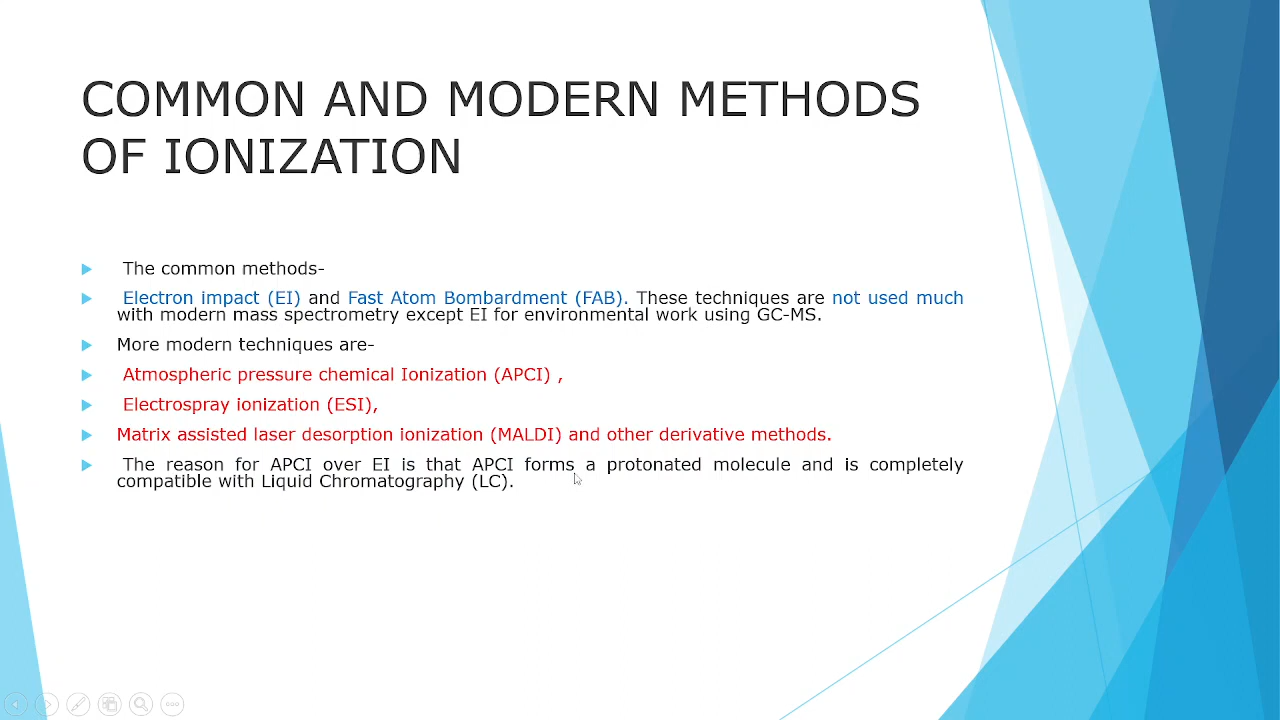 COMMON AND MODERN METHODS
OF IONIZATION
The common methods-
Electron impact (EI) and Fast Atom Bombardment (FAB). These techniques are not used much
with modern mass spectrometry except EI for environmental work using GC-MS.
More modern techniques are-
Atmospheric pressure chemical Ionization (APCI) ,
Electrospray ionization (ESI),
Matrix assisted laser desorption ionization (MALDI) and other derivative methods.
The reason for APCI over EI is that APCI forms a protonated molecule and is completely
compatible with Liquid Chromatography (LC).